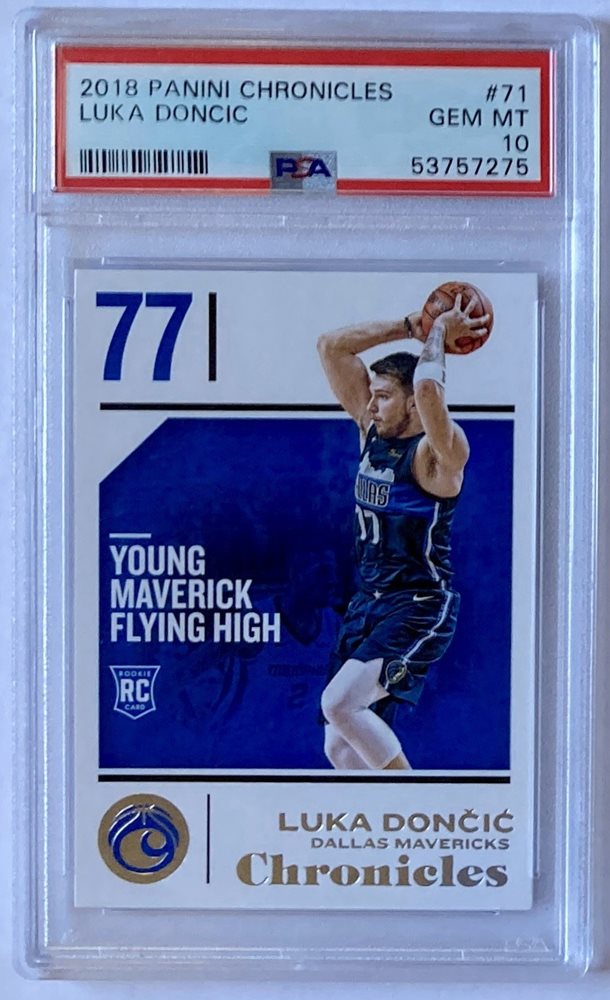 2018 PANINI CHRONICLES #71
LUKA DONCIC GEM MT
10
PSA 53757275
77
DALLAS
77
YOUNG
MAVERICK
FLYING HIGH
ROOKIE
RC
CARD
LUKA DONČIĆ
DALLAS MAVERICKS
Chronicles